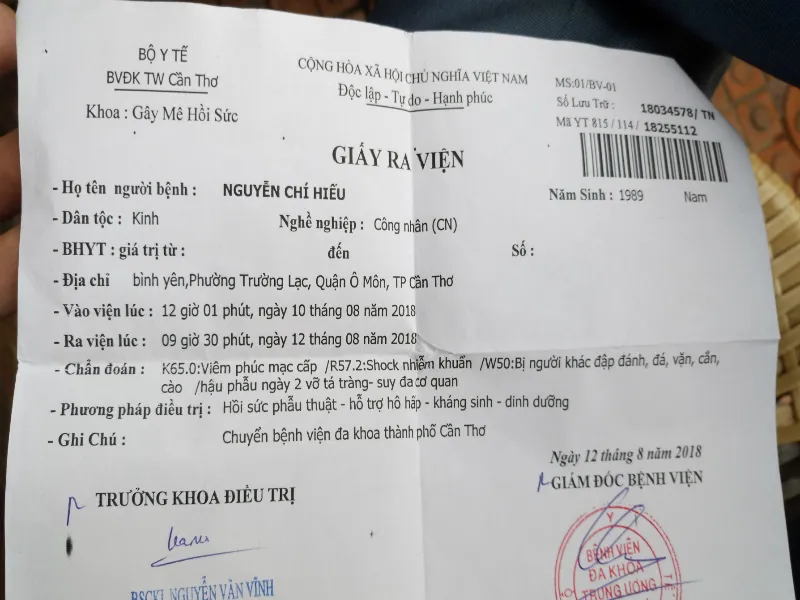 BỘ Y TẾ
BVĐK TW Cần Thơ
Khoa : Gây Mê Hồi Sức
CỘNG HÒA XÃ HỘI CHỦ NGHĨA VIỆT NAM
Độc lập - Tự do - Hạnh phúc
MS:01/BV-01
Số Lưu Trữ : 18034578/ TN
Mã YT 815 / 114 / 18255112
GIẤY RA VIỆN
- Họ tên người bệnh : NGUYỄN CHÍ HIẾU Năm Sinh : 1989 Nam
- Dân tộc : Kinh Nghề nghiệp : Công nhân (CN)
- BHYT : giá trị từ : đến Số :
- Địa chỉ bình yên,Phường Trường Lạc, Quận Ô Môn, TP Cần Thơ
- Vào viện lúc : 12 giờ 01 phút, ngày 10 tháng 08 năm 2018
- Ra viện lúc : 09 giờ 30 phút, ngày 12 tháng 08 năm 2018
- Chẩn đoán : K65.0:Viêm phúc mạc cấp /R57.2:Shock nhiễm khuẩn /W50:Bị người khác đập đánh, đá, vặn, cắn,
cào /hậu phẫu ngày 2 vỡ tá tràng- suy đa cơ quan
- Phương pháp điều trị : Hồi sức phẫu thuật - hỗ trợ hô hấp - kháng sinh - dinh dưỡng
- Ghi Chú : Chuyển bệnh viện đa khoa thành phố Cần Thơ
Ngày 12 tháng 8 năm 2018
TRƯỞNG KHOA ĐIỀU TRỊ
GIÁM ĐỐC BỆNH VIỆN
BỆNH VIỆN
ĐA KHOA
TRUNG ƯƠNG
BSCKI. NGUYỄN VĂN VĨNH